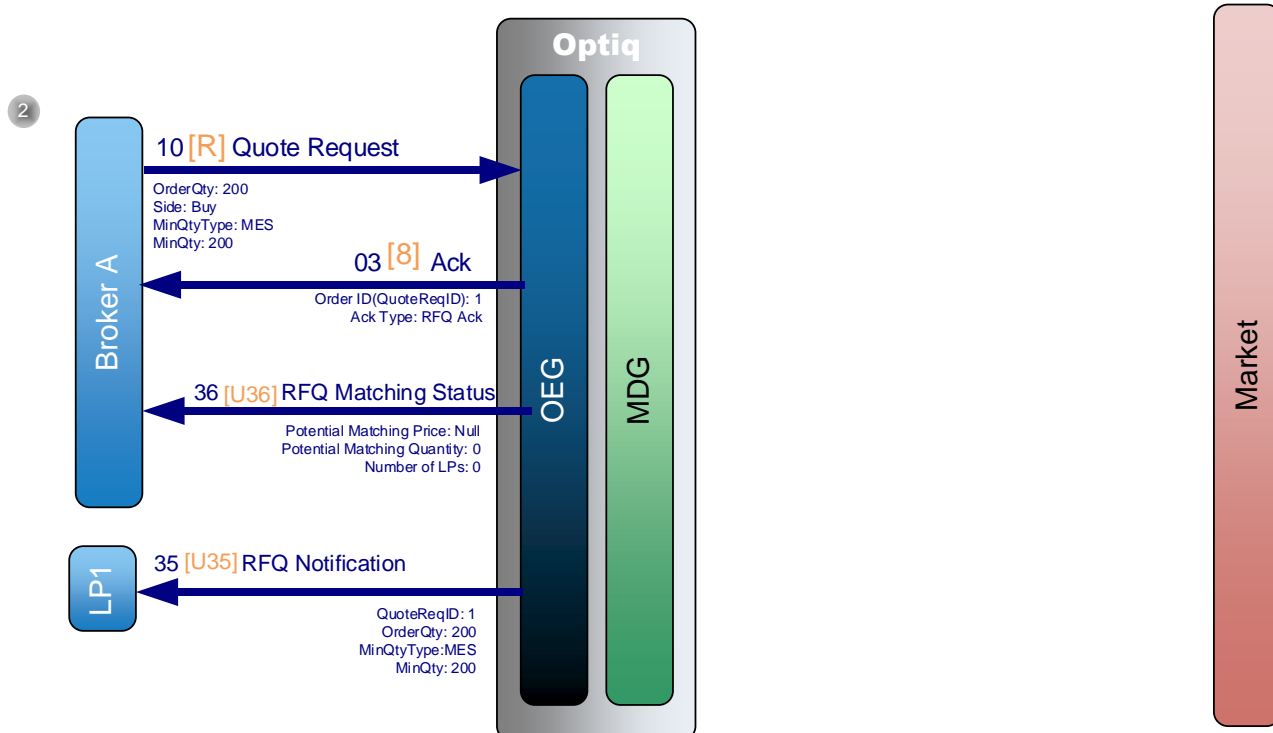 Optiq
2
10 [R] Quote Request
OrderQty: 200
Side: Buy
MinQtyType: MES
MinQty: 200
03 [8] Ack
Order ID(QuoteReqID): 1
Ack Type: RFQ Ack
Broker A
36 [U36] RFQ Matching Status
Potential Matching Price: Null
Potential Matching Quantity: 0
Number of LPs: 0
OEG
MDG
Market
LP1
35 [U35] RFQ Notification
QuoteReqID: 1
OrderQty: 200
MinQtyType:MES
MinQty: 200